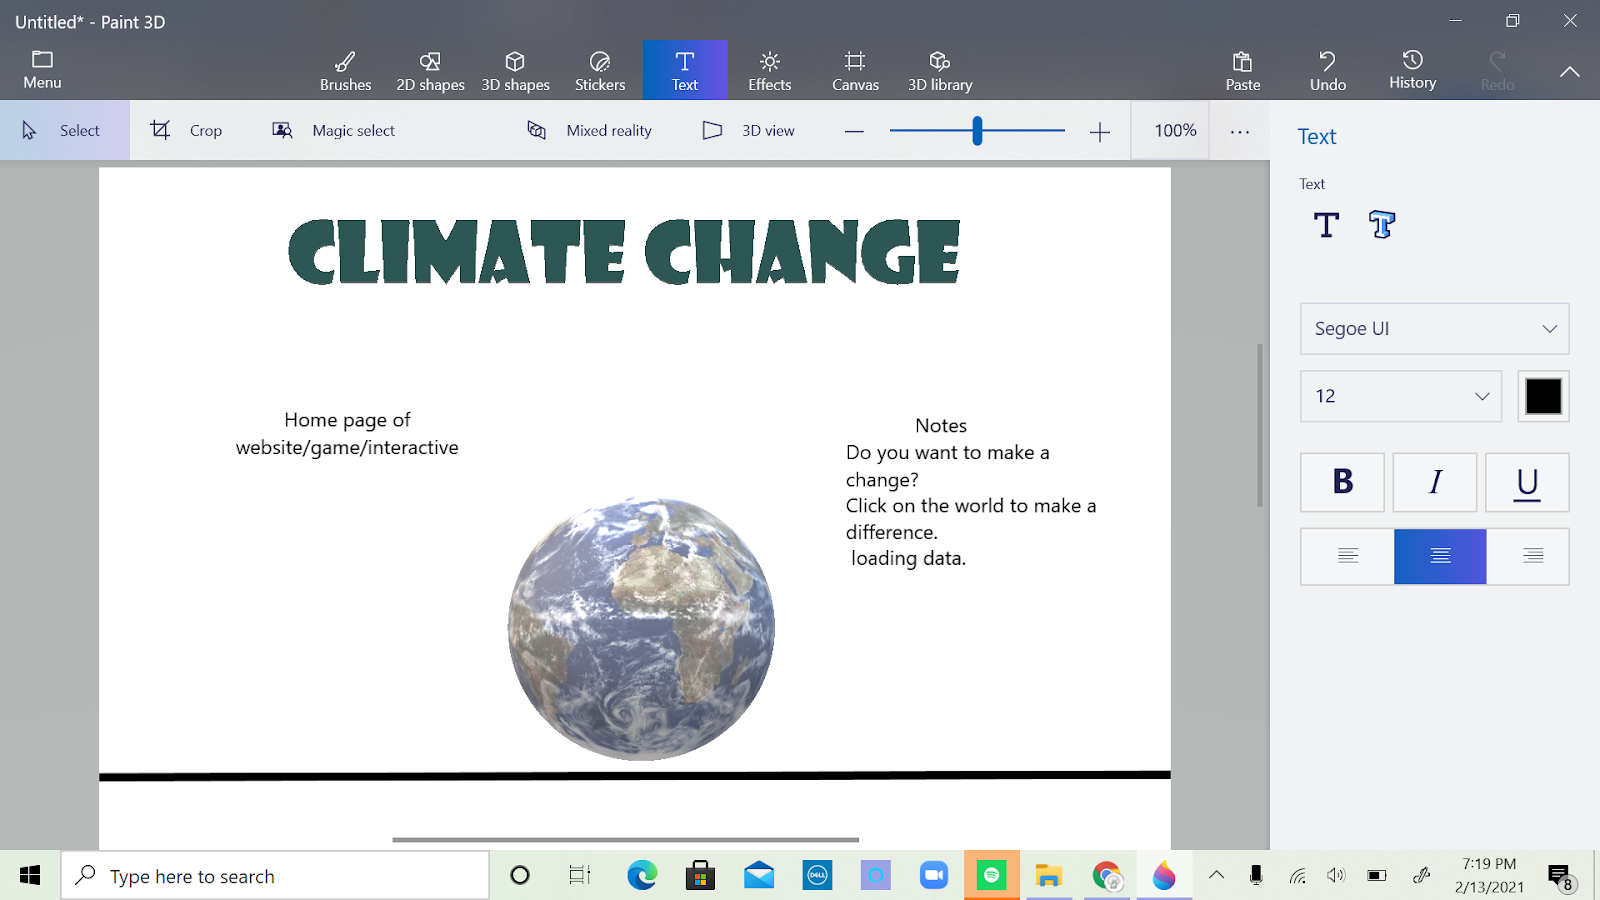 Untitled* - Paint 3D
Menu
Brushes
2D shapes
3D shapes
Stickers
Text
Effects
Canvas
3D library
Paste
Undo
History
Redo
Select
Crop
Magic select
Mixed reality
3D view
100%
Text
Text
Segoe UI
12
B
I
U
CLIMATE CHANGE
Home page of
website/game/interactive
Notes
Do you want to make a
change?
Click on the world to make a
difference.
loading data.
Type here to search
DELL
7:19 PM
2/13/2021
8